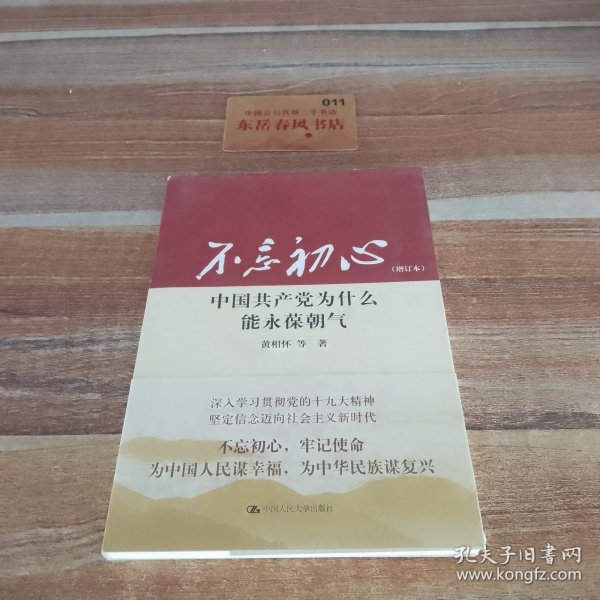 011
中国最具优质二手书店
东岳春风书店
不忘初心
(增订本)
中国共产党为什么
能永葆朝气
黄相怀 等 著
深入学习贯彻党的十九大精神
坚定信念迈向社会主义新时代
不忘初心,牢记使命
为中国人民谋幸福,为中华民族谋复兴
中国人民大学出版社
孔夫子旧书网
www.kongfz.com